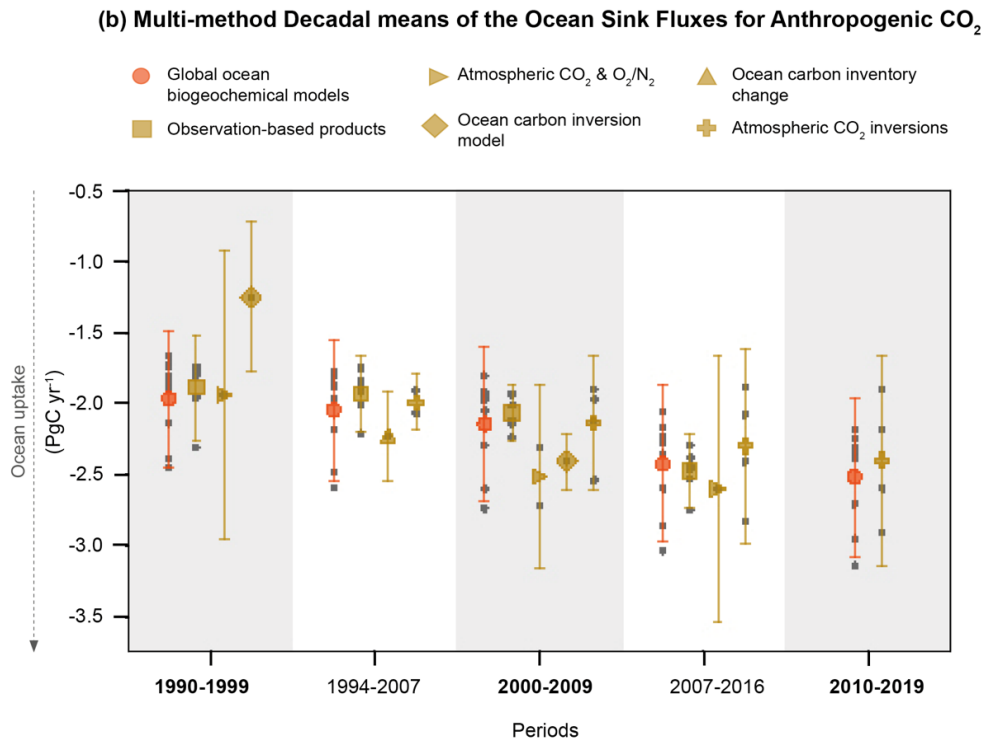 (b) Multi-method Decadal means of the Ocean Sink Fluxes for Anthropogenic CO₂
Global ocean
biogeochemical models
Atmospheric CO₂ & O₂/N₂
Ocean carbon inventory
change
Observation-based products
Ocean carbon inversion
model
Atmospheric CO₂ inversions
Ocean uptake
(PgC yr⁻¹)
-0.5
-1.0
-1.5
-2.0
-2.5
-3.0
-3.5
1990-1999
1994-2007
2000-2009
2007-2016
2010-2019
Periods